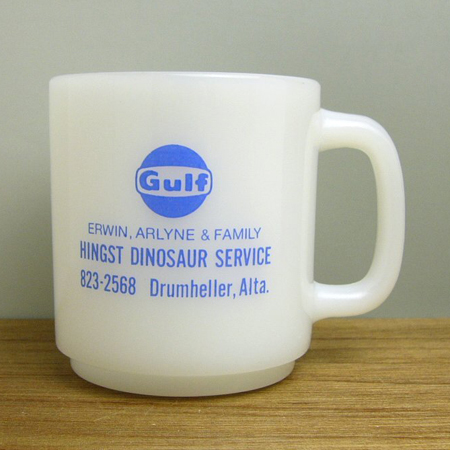 Gulf
ERWIN, ARLYNE & FAMILY
HINGST DINOSAUR SERVICE
823-2568 Drumheller, Alta.